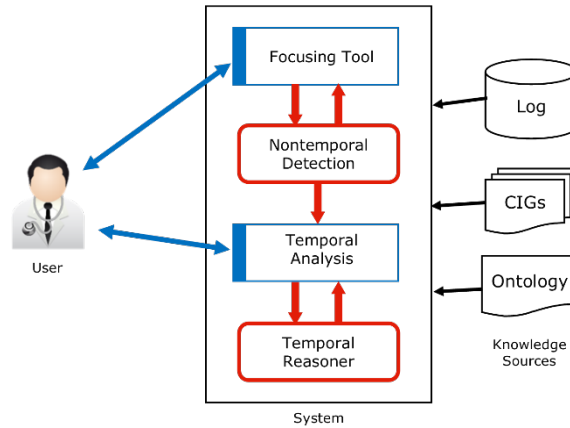 Focusing Tool
Nontemporal
Detection
Temporal
Analysis
Temporal
Reasoner
System
User
Log
CIGs
Ontology
Knowledge
Sources